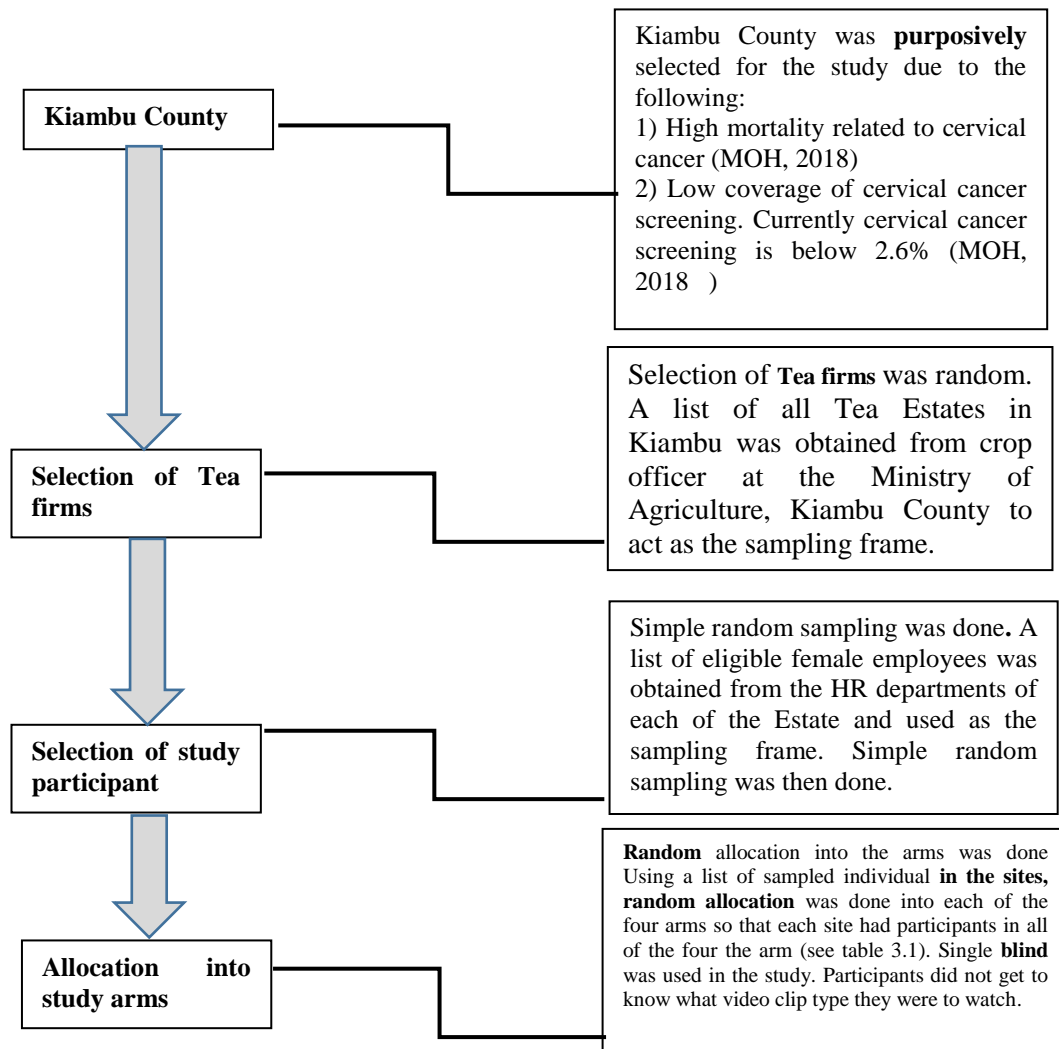 Kiambu County
Kiambu County was purposively
selected for the study due to the
following:
1) High mortality related to cervical
cancer (MOH, 2018)
2) Low coverage of cervical cancer
screening. Currently cervical cancer
screening is below 2.6% (MOH,
2018 )
Selection of Tea
firms
Selection of Tea firms was random.
A list of all Tea Estates in
Kiambu was obtained from crop
officer at the Ministry of
Agriculture, Kiambu County to
act as the sampling frame.
Selection of study
participant
Simple random sampling was done. A
list of eligible female employees was
obtained from the HR departments of
each of the Estate and used as the
sampling frame. Simple random
sampling was then done.
Allocation into
study arms
Random allocation into the arms was done
Using a list of sampled individual in the sites,
random allocation was done into each of the
four arms so that each site had participants in all
of the four the arm (see table 3.1). Single blind
was used in the study. Participants did not get to
know what video clip type they were to watch.